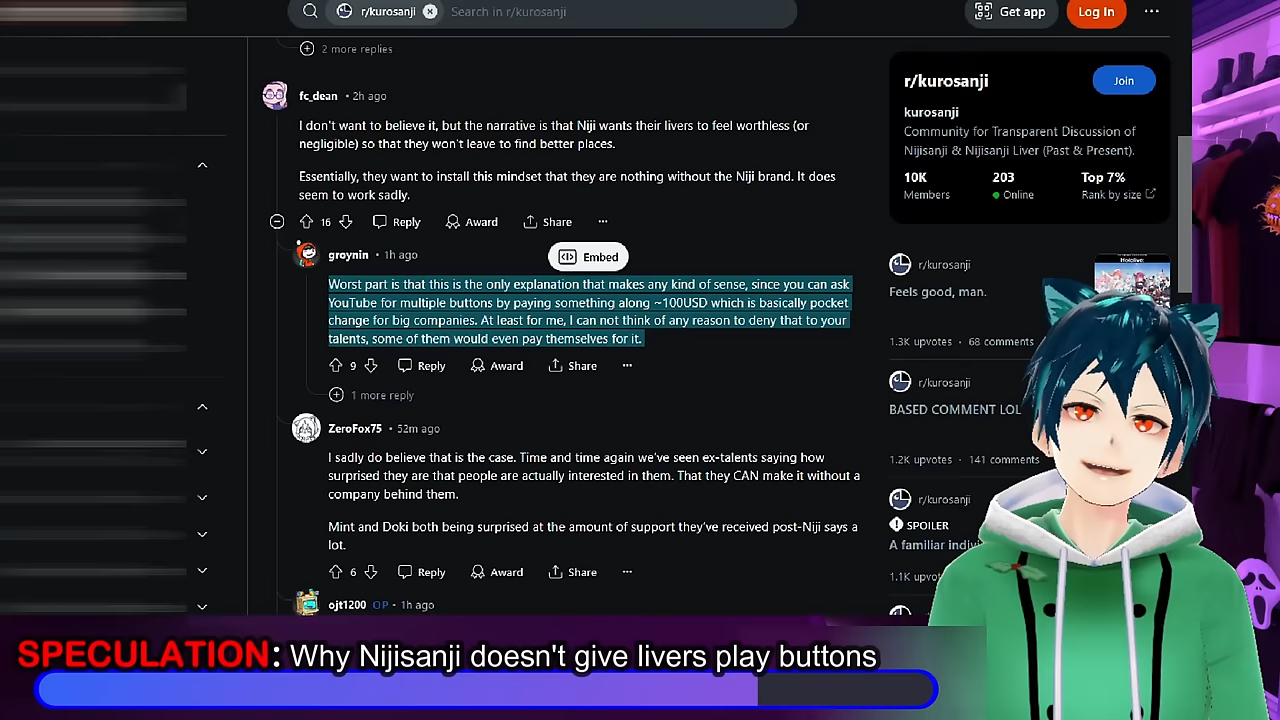 r/kurosanji
Search in r/kurosanji
Get app
Log In
2 more replies
fc_dean • 2h ago
I don't want to believe it, but the narrative is that Niji wants their livers to feel worthless (or
negligible) so that they won't leave to find better places.
Essentially, they want to install this mindset that they are nothing without the Niji brand. It does
seem to work sadly.
16 Reply Award Share
groynin • 1h ago
Embed
Worst part is that this is the only explanation that makes any kind of sense, since you can ask
YouTube for multiple buttons by paying something along ~100USD which is basically pocket
change for big companies. At least for me, I can not think of any reason to deny that to your
talents, some of them would even pay themselves for it.
9 Reply Award Share
1 more reply
ZeroFox75 • 52m ago
I sadly do believe that is the case. Time and time again we've seen ex-talents saying how
surprised they are that people are actually interested in them. That they CAN make it without a
company behind them.
Mint and Doki both being surprised at the amount of support they've received post-Niji says a
lot.
6 Reply Award Share
ojt1200 OP • 1h ago
r/kurosanji
Join
kurosanji
Community for Transparent Discussion of
Nijisanji & Nijisanji Liver (Past & Present).
10K 203 Top 7%
Members Online Rank by size
r/kurosanji
Hololive:
Feels good, man.
1.3K upvotes • 68 comments
r/kurosanji
BASED COMMENT LOL
1.2K upvotes • 141 comments
r/kurosanji
SPOILER
A familiar indivi
1.1K upvot
SPECULATION: Why Nijisanji doesn't give livers play buttons